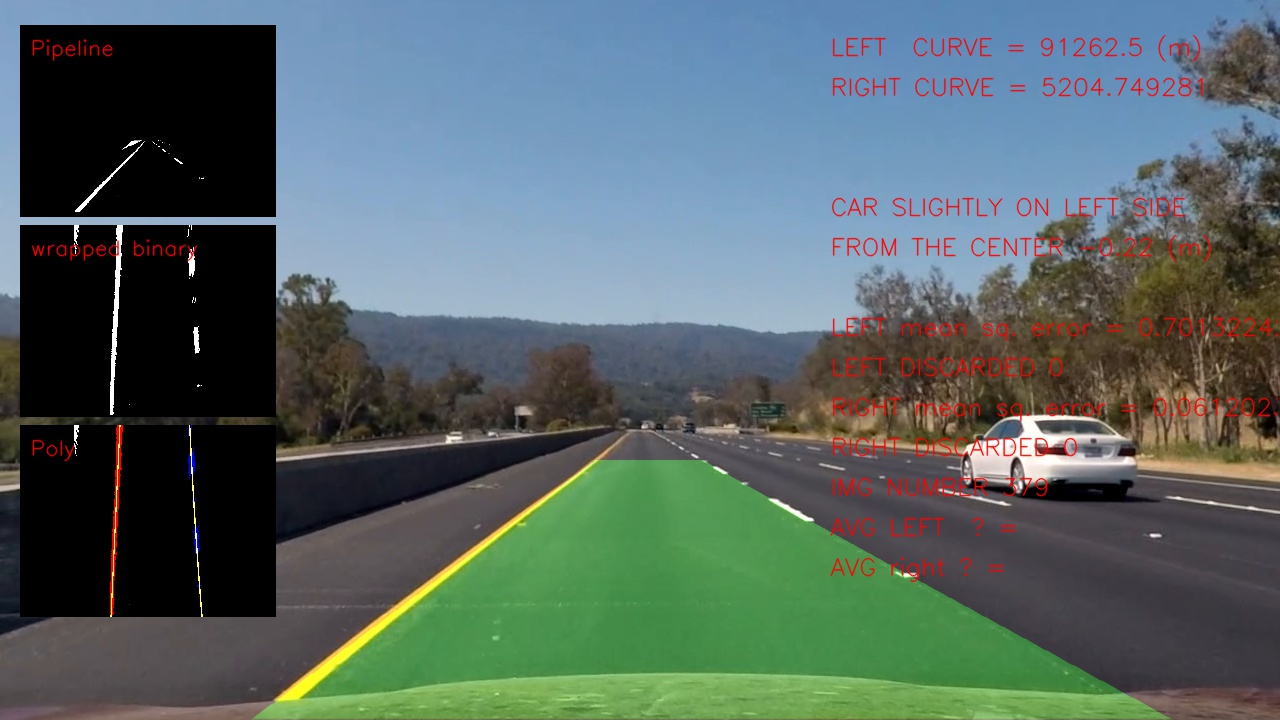 Pipeline
wrapped binary
Poly
LEFT CURVE = 91262.5 (m)
RIGHT CURVE = 5204.749281
CAR SLIGHTLY ON LEFT SIDE
FROM THE CENTER -0.22 (m)
LEFT mean sq. error = 0.7013224
LEFT DISCARDED 0
RIGHT mean sq. error = 0.061202
RIGHT DISCARDED 0
IMG NUMBER 379
AVG LEFT ? =
AVG right ? =